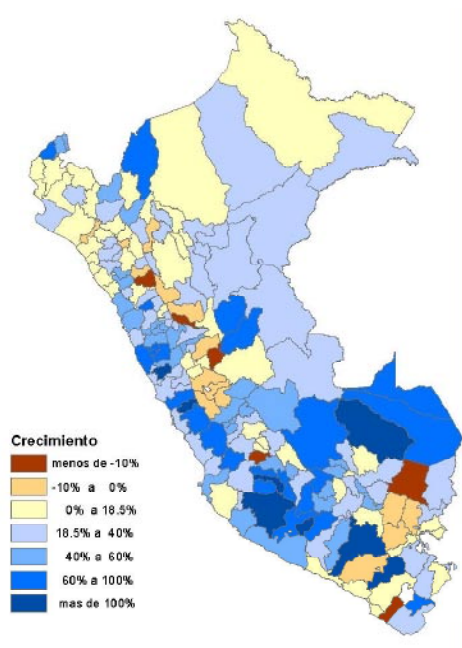 Crecimiento
menos de -10%
-10% a 0%
0% a 18.5%
18.5% a 40%
40% a 60%
60% a 100%
mas de 100%